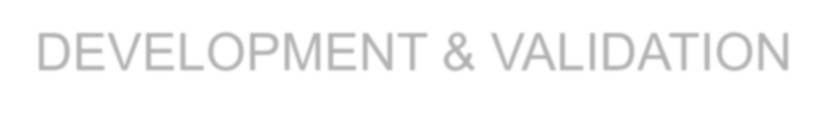 DEVELOPMENT & VALIDATION